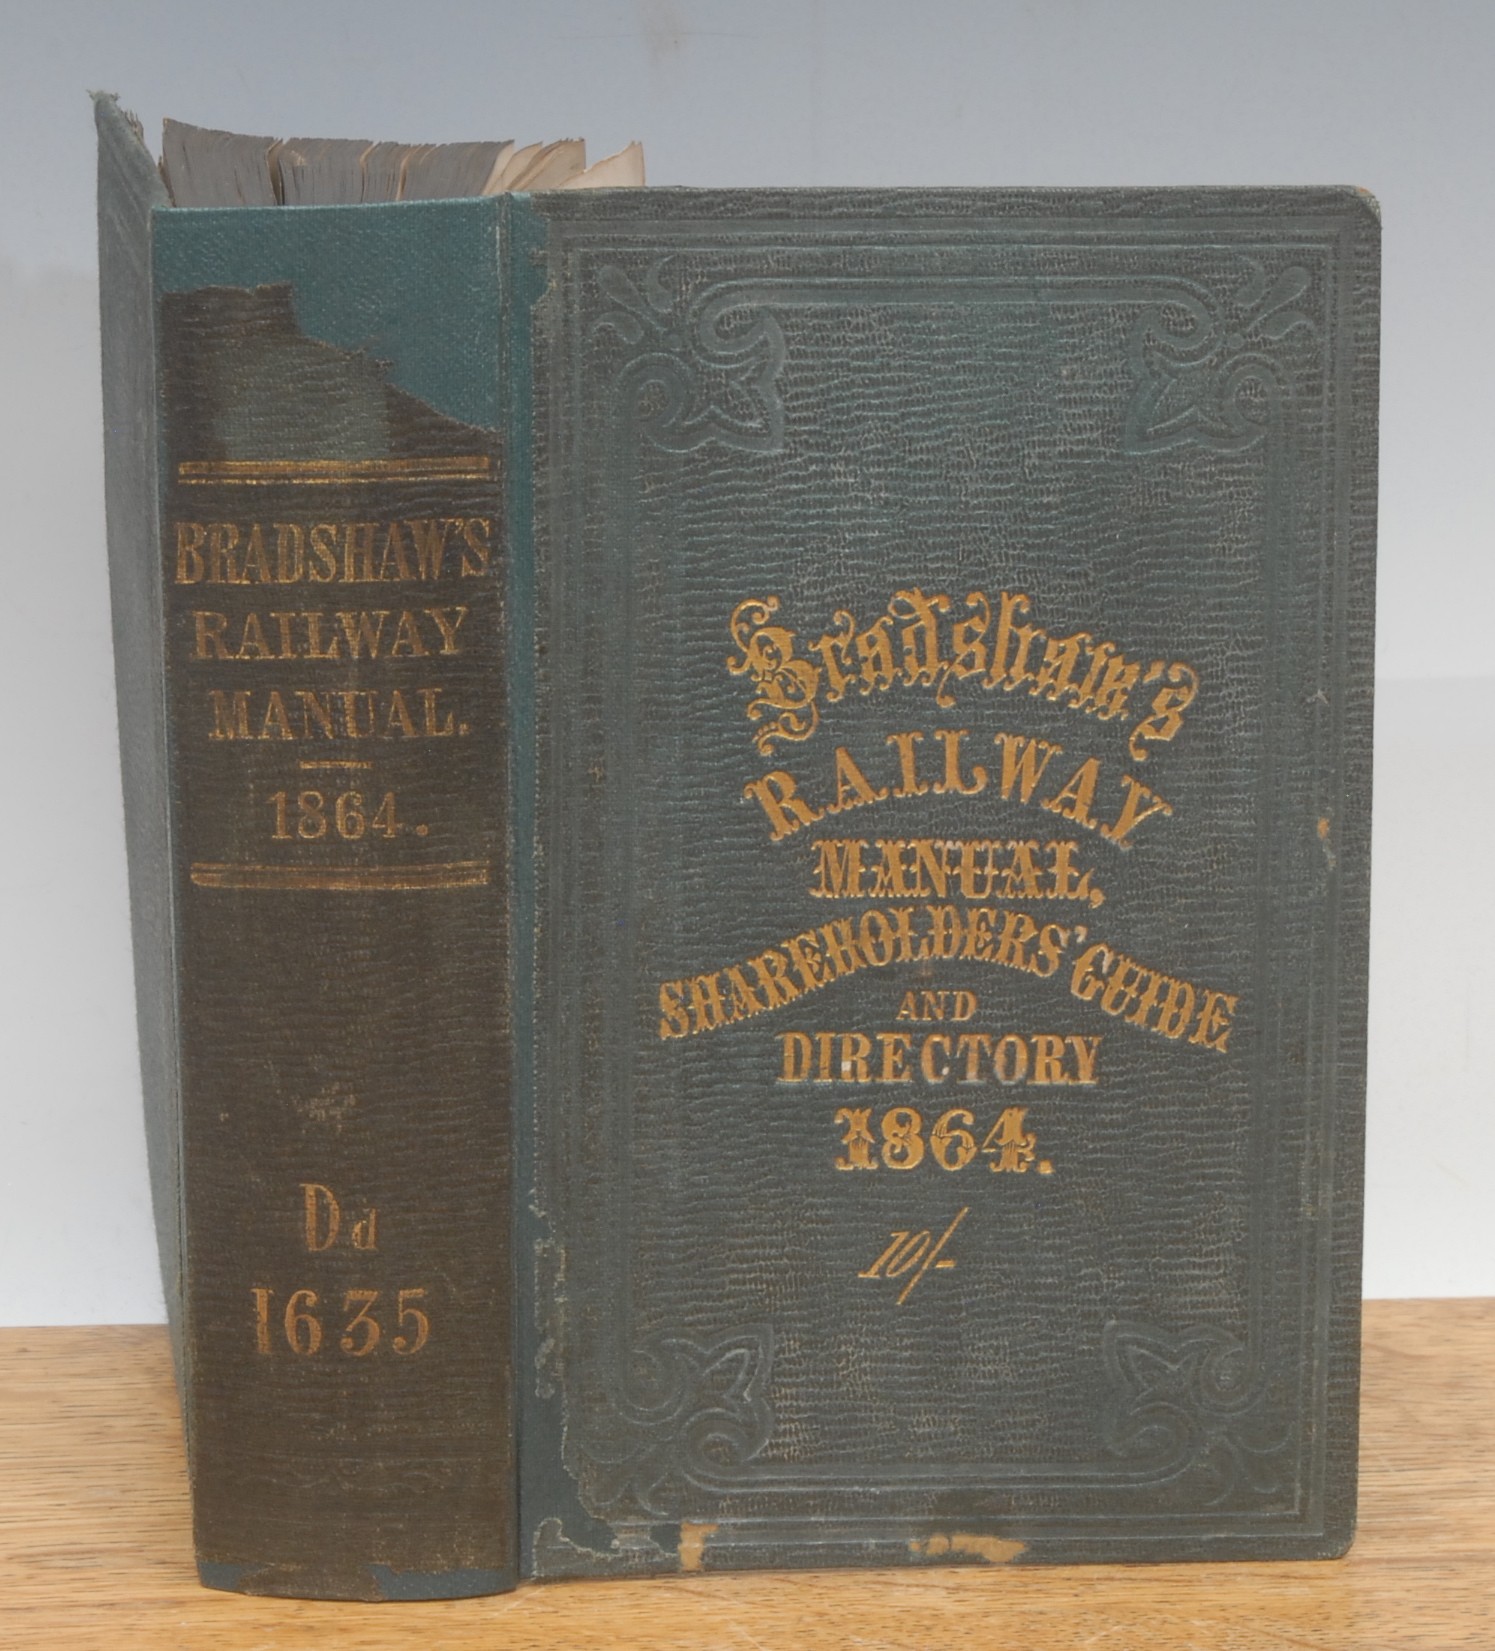 BRADSHAW'S
RAILWAY
MANUAL.
1864.
Dd
1635
Bradshaw's
RAILWAY
MANUAL,
SHAREHOLDERS' GUIDE
AND
DIRECTORY
1864.
10/-